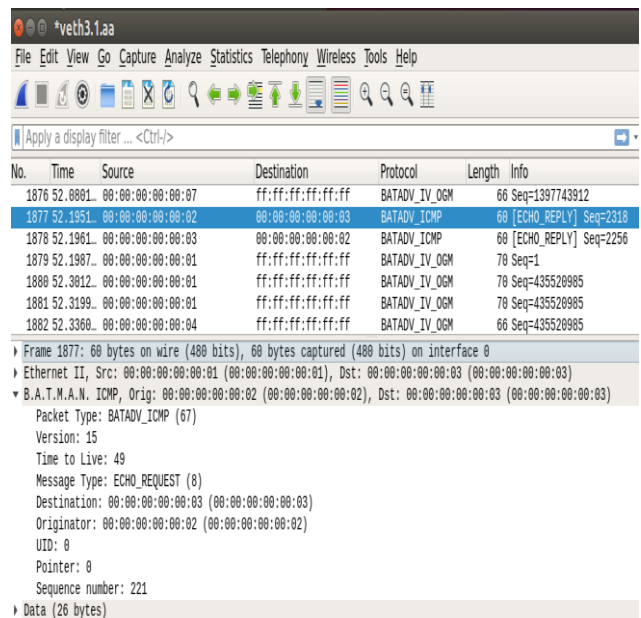 *veth3.1.aa
File Edit View Go Capture Analyze Statistics Telephony Wireless Tools Help
Apply a display filter ... <Ctrl-/>
No. Time Source Destination Protocol Length Info
1876 52.0801… 00:00:00:00:00:07 ff:ff:ff:ff:ff:ff BATADV_IV_OGM 66 Seq=1397743912
1877 52.1951… 00:00:00:00:00:02 00:00:00:00:00:03 BATADV_ICMP 60 [ECHO_REPLY] Seq=2318
1878 52.1961… 00:00:00:00:00:03 00:00:00:00:00:02 BATADV_ICMP 60 [ECHO_REPLY] Seq=2256
1879 52.1987… 00:00:00:00:00:01 ff:ff:ff:ff:ff:ff BATADV_IV_OGM 70 Seq=1
1880 52.3012… 00:00:00:00:00:01 ff:ff:ff:ff:ff:ff BATADV_IV_OGM 70 Seq=435520985
1881 52.3199… 00:00:00:00:00:01 ff:ff:ff:ff:ff:ff BATADV_IV_OGM 70 Seq=435520985
1882 52.3360… 00:00:00:00:00:04 ff:ff:ff:ff:ff:ff BATADV_IV_OGM 66 Seq=435520985
Frame 1877: 60 bytes on wire (480 bits), 60 bytes captured (480 bits) on interface 0
Ethernet II, Src: 00:00:00:00:00:01 (00:00:00:00:00:01), Dst: 00:00:00:00:00:03 (00:00:00:00:00:03)
B.A.T.M.A.N. ICMP, Orig: 00:00:00:00:00:02 (00:00:00:00:00:02), Dst: 00:00:00:00:00:03 (00:00:00:00:00:03)
Packet Type: BATADV_ICMP (67)
Version: 15
Time to Live: 49
Message Type: ECHO_REQUEST (8)
Destination: 00:00:00:00:00:03 (00:00:00:00:00:03)
Originator: 00:00:00:00:00:02 (00:00:00:00:00:02)
UID: 0
Pointer: 0
Sequence number: 221
Data (26 bytes)